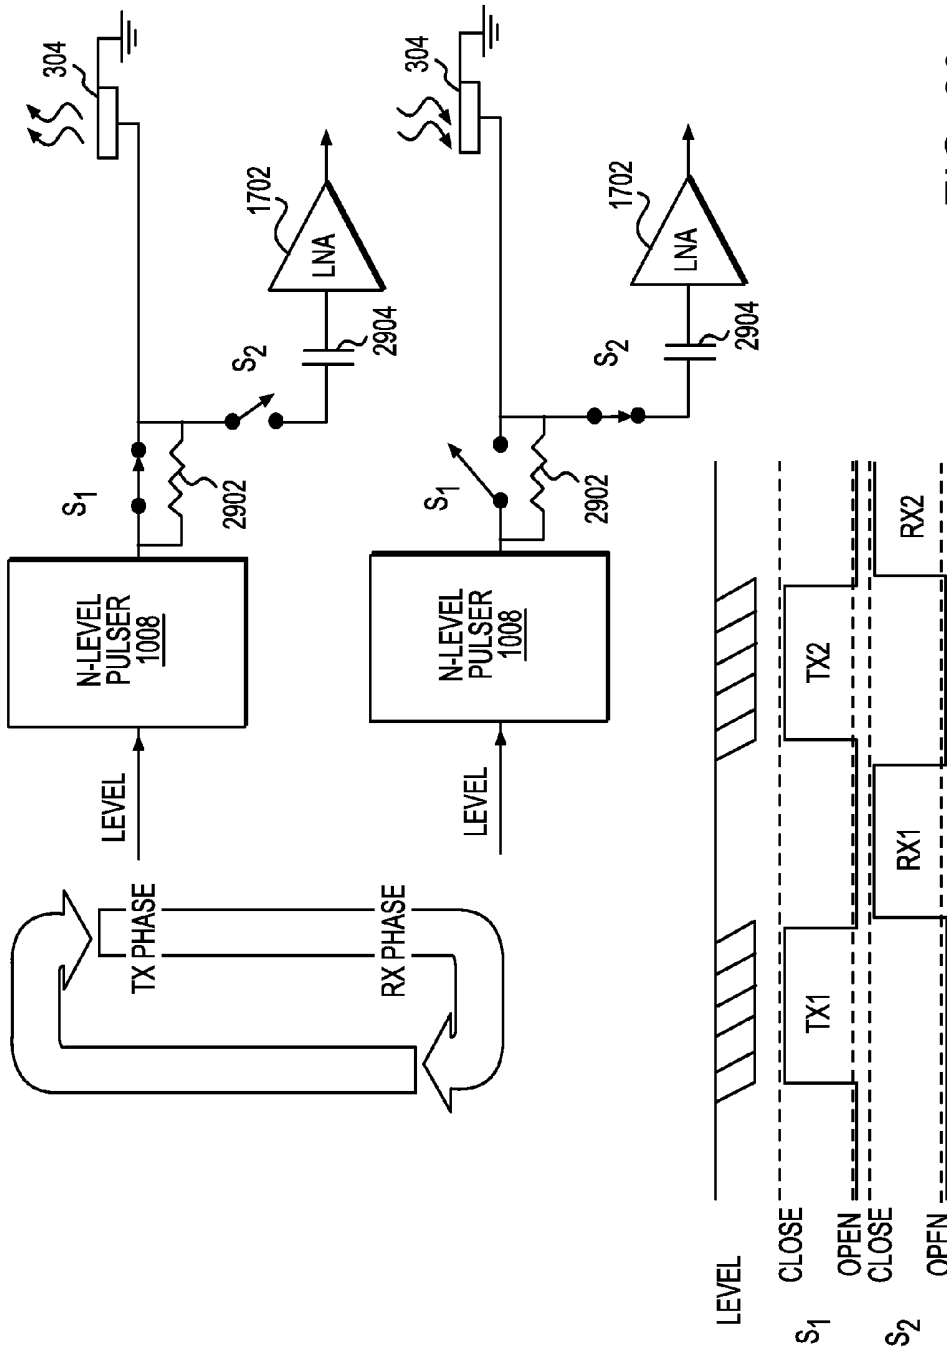 TX PHASE
LEVEL
N-LEVEL
PULSER
1008
S1
2902
S2
2904
LNA
1702
304
RX PHASE
LEVEL
N-LEVEL
PULSER
1008
S1
2902
S2
2904
LNA
1702
304
LEVEL
S1
CLOSE
OPEN
TX1
TX2
S2
CLOSE
OPEN
RX1
RX2